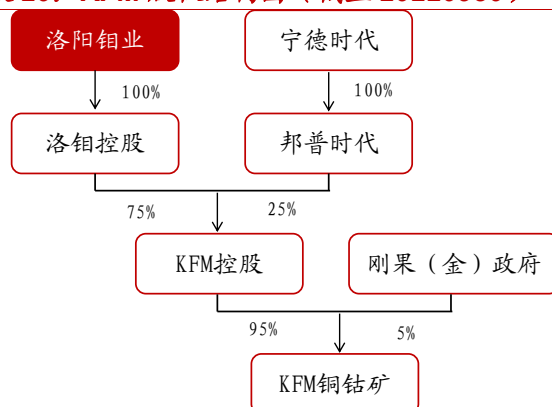 洛阳钼业 宁德时代
100% 100%
洛钼控股 邦普时代
75% 25%
KFM控股 刚果（金）政府
95% 5%
KFM铜钴矿